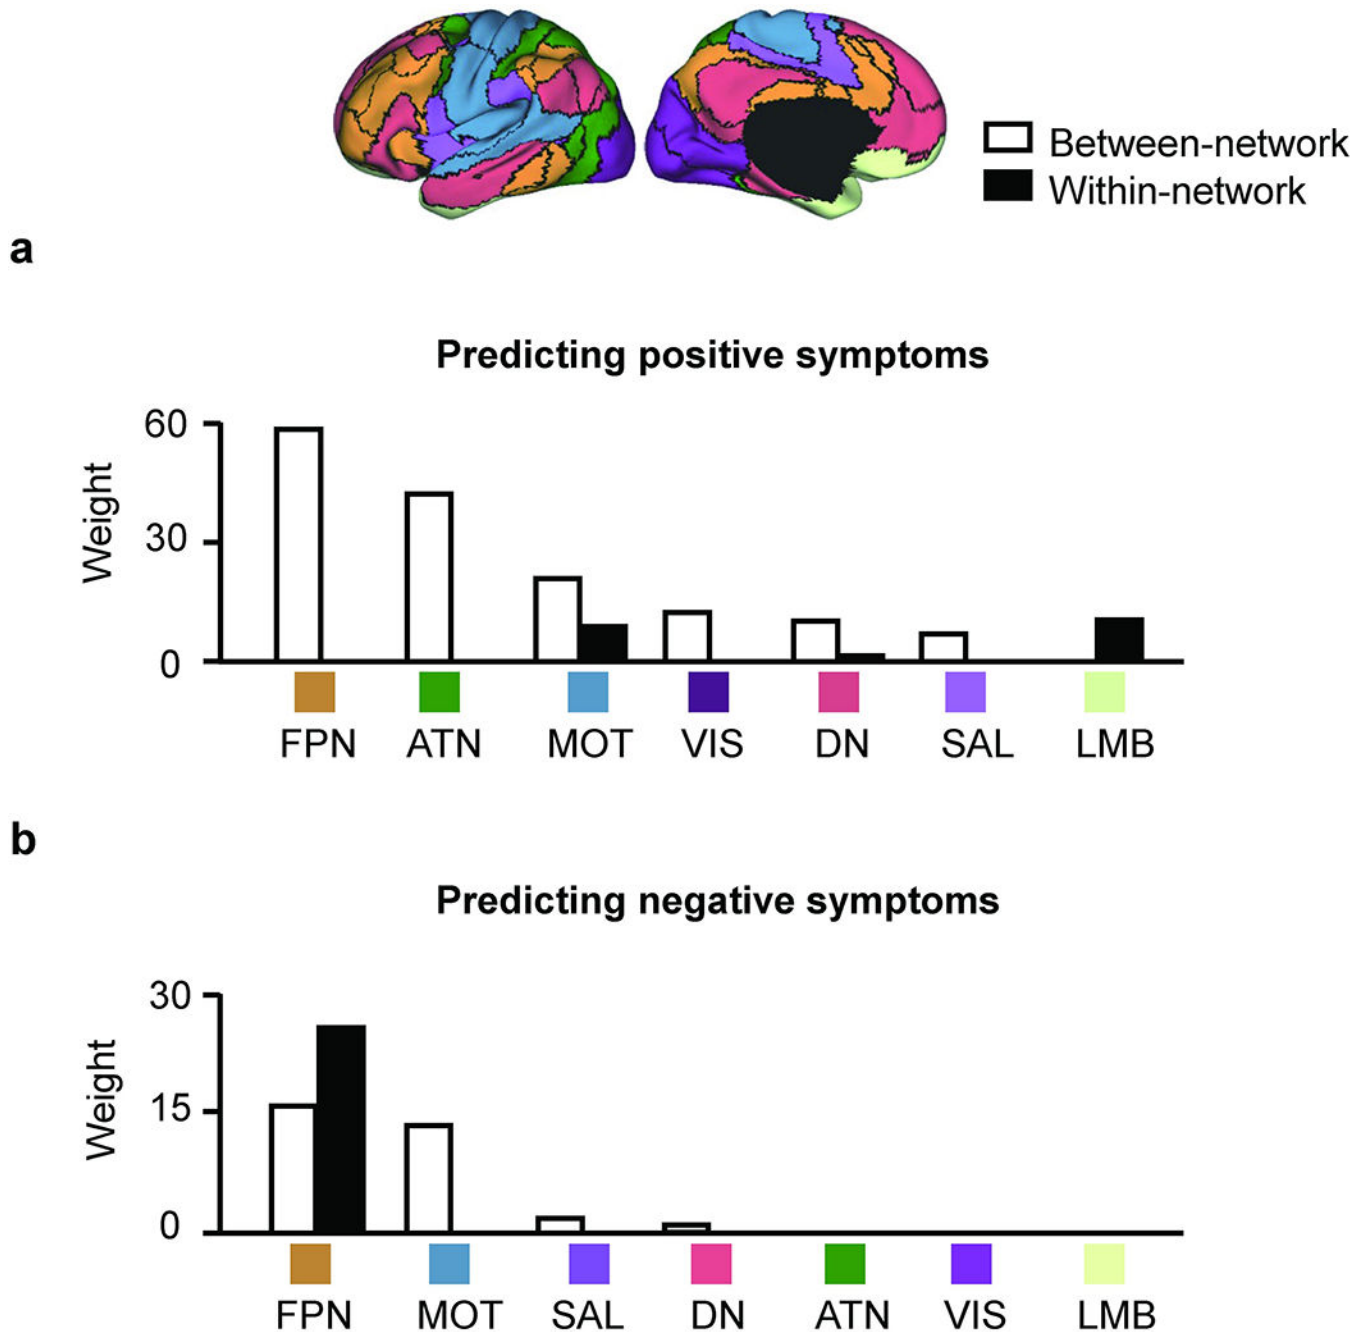 Between-network
Within-network
a
Predicting positive symptoms
Weight
60
30
0
FPN ATN MOT VIS DN SAL LMB
b
Predicting negative symptoms
Weight
30
15
0
FPN MOT SAL DN ATN VIS LMB